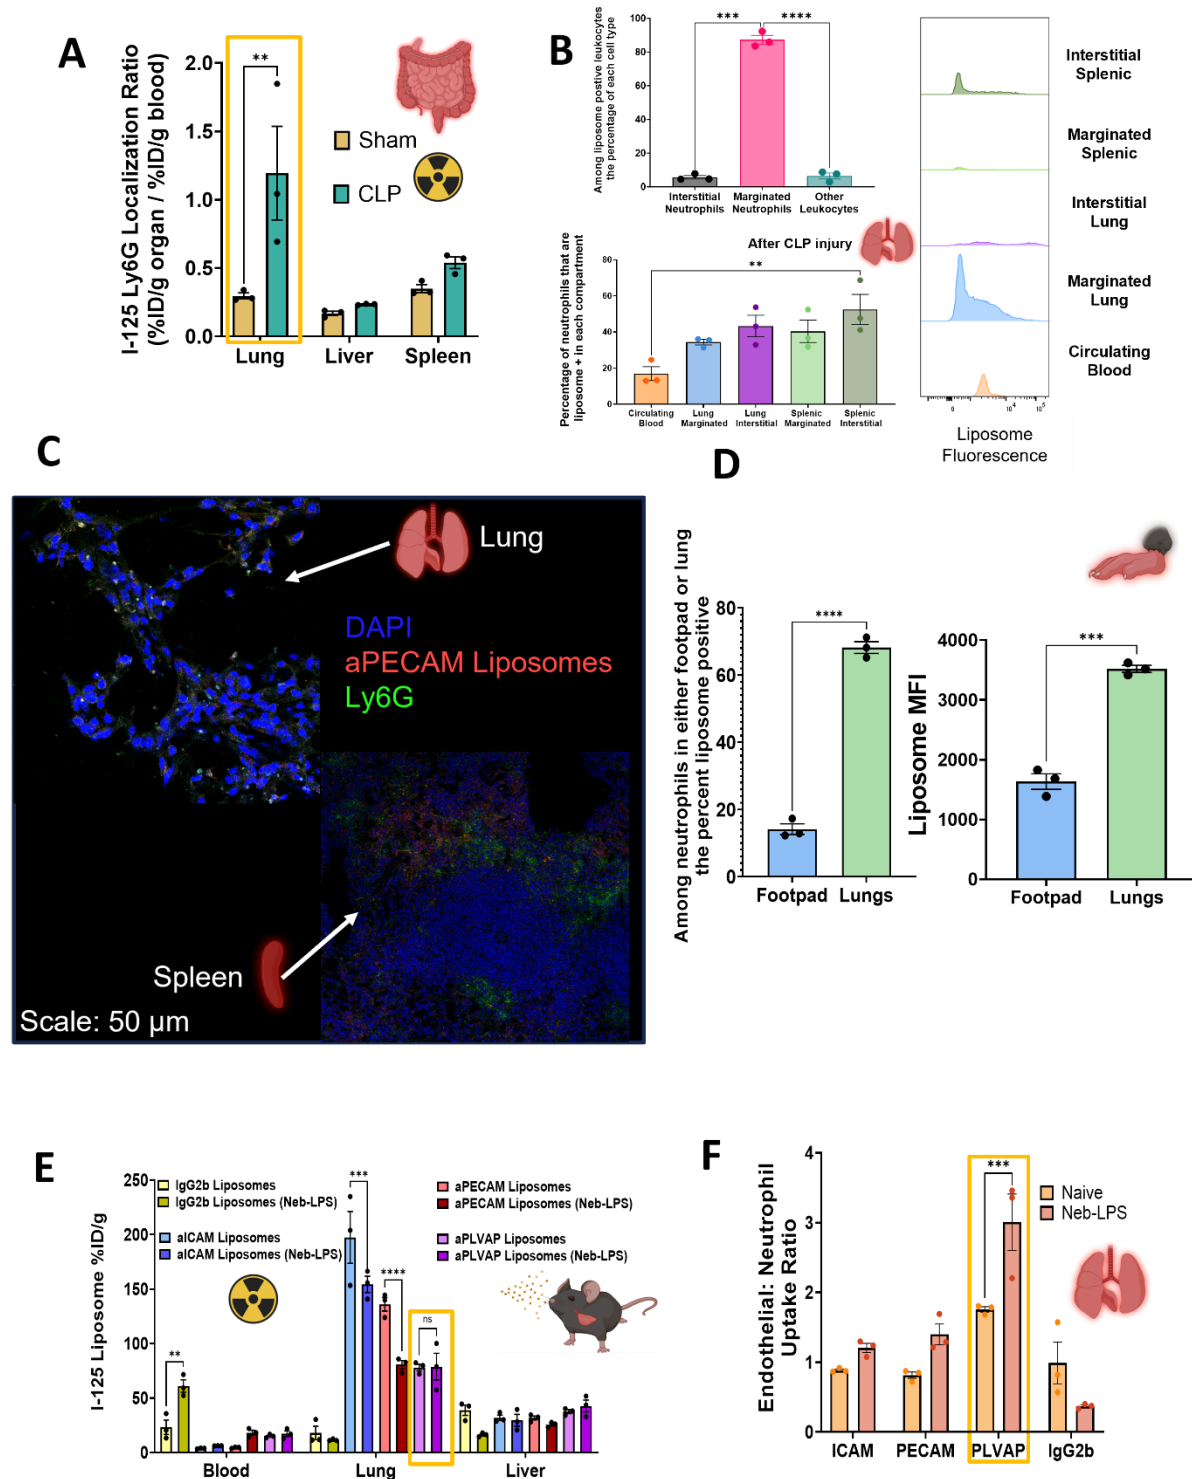 A
I-125 Ly6G Localization Ratio
(%ID/g organ / %ID/g blood)
2.0
1.5
1.0
0.5
0.0
**
Sham
CLP
Lung
Liver
Spleen
B
Among liposome postive leukocytes
the percentage of each cell type
100
80
60
40
20
0
***
****
Interstitial
Neutrophils
Marginated
Neutrophils
Other
Leukocytes
After CLP injury
Percentage of neutrophils that are
liposome + in each compartment
80
60
40
20
0
**
Circulating
Blood
Lung
Marginated
Lung
Interstitial
Splenic
Marginated
Splenic
Interstitial
Interstitial
Splenic
Marginated
Splenic
Interstitial
Lung
Marginated
Lung
Circulating
Blood
0
10⁴
10⁵
Liposome
Fluorescence
C
Lung
DAPI
aPECAM Liposomes
Ly6G
Spleen
Scale: 50 µm
D
Among neutrophils in either footpad or lung
the percent liposome positive
80
60
40
20
0
****
Footpad
Lungs
Liposome MFI
4000
3000
2000
1000
0
***
Footpad
Lungs
E
I-125 Liposome %ID/g
250
200
150
100
50
0
IgG2b Liposomes
IgG2b Liposomes (Neb-LPS)
aICAM Liposomes
aICAM Liposomes (Neb-LPS)
aPECAM Liposomes
aPECAM Liposomes (Neb-LPS)
aPLVAP Liposomes
aPLVAP Liposomes (Neb-LPS)
**
***
****
ns
Blood
Lung
Liver
F
Endothelial: Neutrophil
Uptake Ratio
4
3
2
1
0
***
Naive
Neb-LPS
ICAM
PECAM
PLVAP
IgG2b